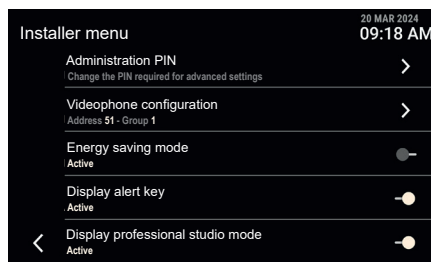 20 MAR 2024
Installer menu
09:18 AM
Administration PIN
Change the PIN required for advanced settings
Videophone configuration
Address 51 - Group 1
Energy saving mode
Active
Display alert key
Active
Display professional studio mode
Active